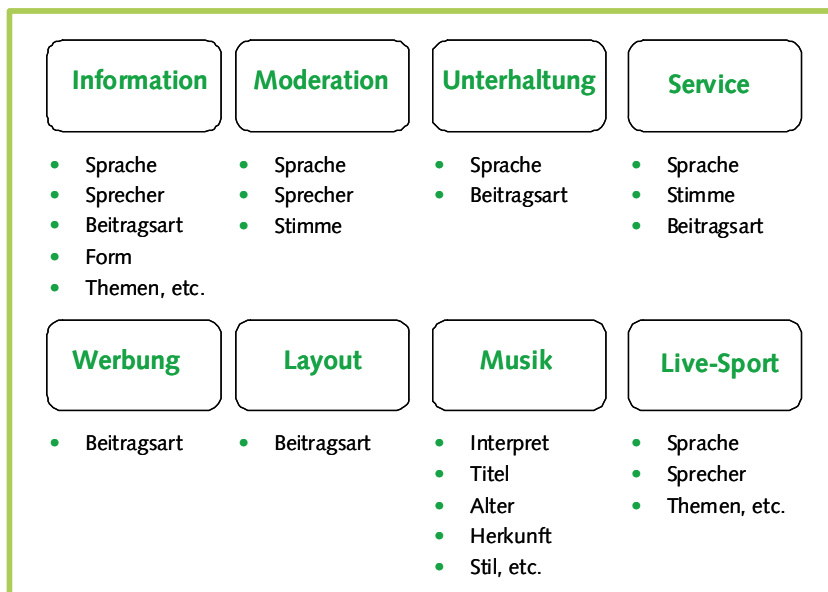 Information
Sprache
Sprecher
Beitragsart
Form
Themen, etc.
Moderation
Sprache
Sprecher
Stimme
Unterhaltung
Sprache
Beitragsart
Service
Sprache
Stimme
Beitragsart
Werbung
Beitragsart
Layout
Beitragsart
Musik
Interpret
Titel
Alter
Herkunft
Stil, etc.
Live-Sport
Sprache
Sprecher
Themen, etc.